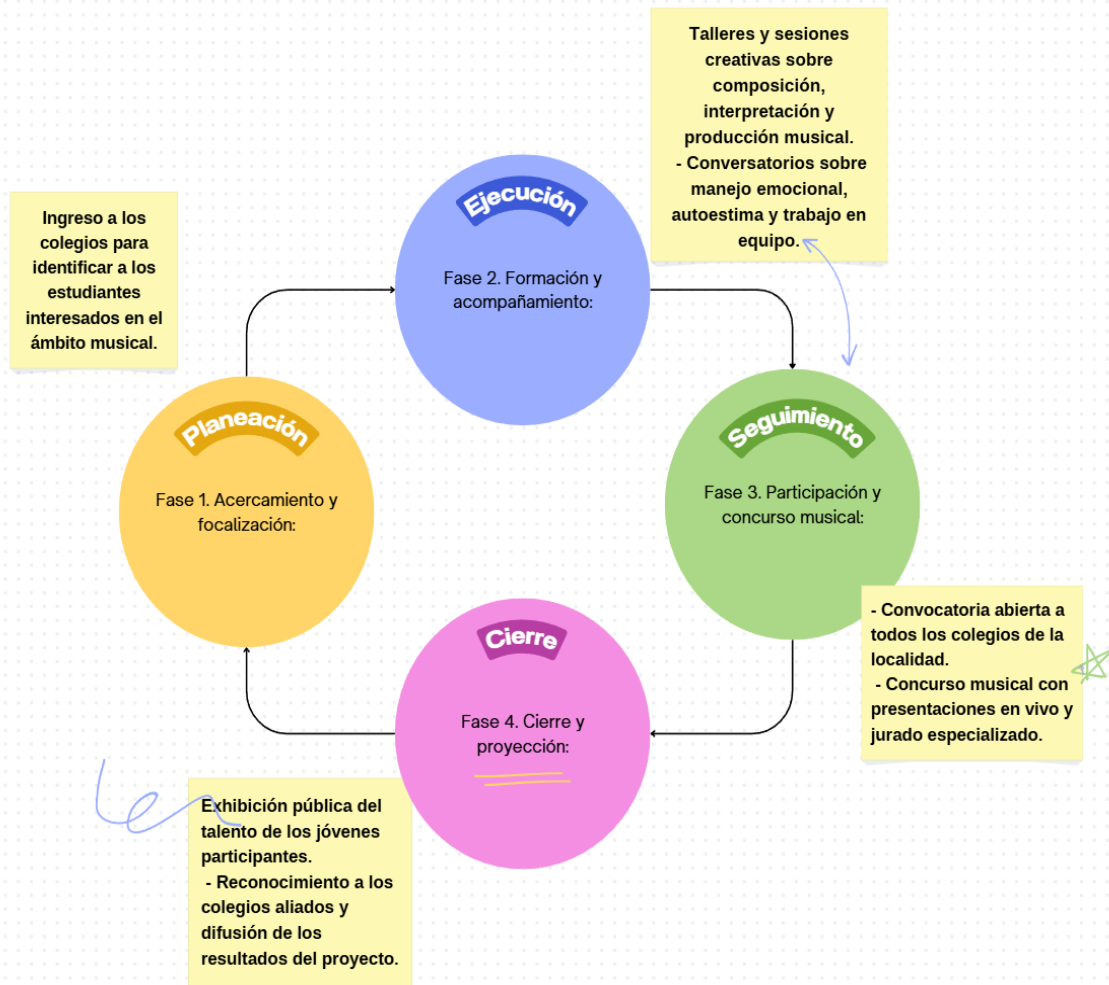 Ingreso a los
colegios para
identificar a los
estudiantes
interesados en el
ámbito musical.
Planeación
Fase 1. Acercamiento y
focalización:
Ejecución
Fase 2. Formación y
acompañamiento:
Talleres y sesiones
creativas sobre
composición,
interpretación y
producción musical.
- Conversatorios sobre
manejo emocional,
autoestima y trabajo en
equipo.
Seguimiento
Fase 3. Participación y
concurso musical:
- Convocatoria abierta a
todos los colegios de la
localidad.
- Concurso musical con
presentaciones en vivo y
jurado especializado.
Cierre
Fase 4. Cierre y
proyección:
Exhibición pública del
talento de los jóvenes
participantes.
- Reconocimiento a los
colegios aliados y
difusión de los
resultados del proyecto.